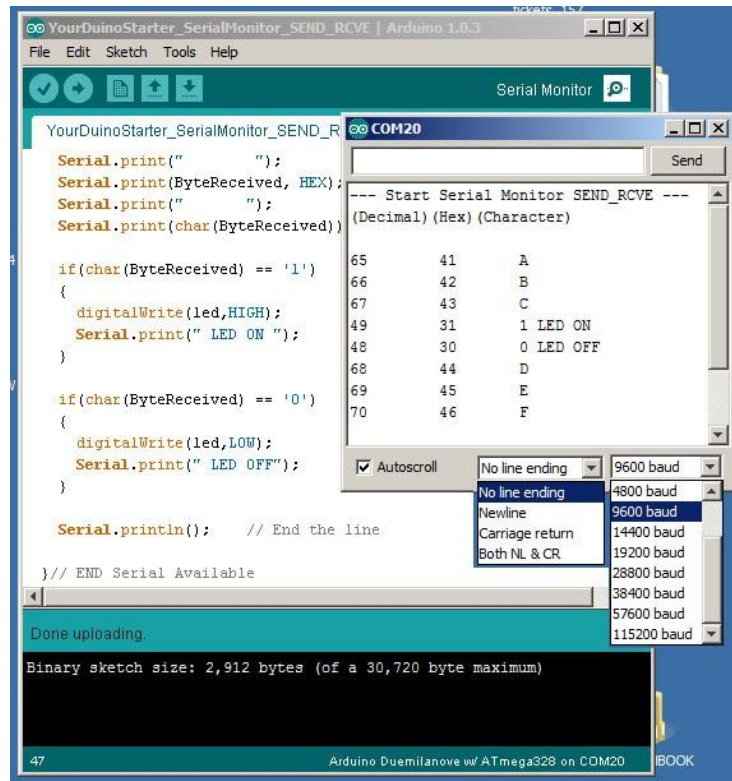 tickets 157
YourDuinoStarter_SerialMonitor_SEND_RCVE | Arduino 1.0.3
File Edit Sketch Tools Help
Serial Monitor
YourDuinoStarter_SerialMonitor_SEND_R
Serial.print("          ");
Serial.print(ByteReceived, HEX);
Serial.print("        ");
Serial.print(char(ByteReceived))
if(char(ByteReceived) == '1')
{
digitalWrite(led,HIGH);
Serial.print(" LED ON ");
}
if(char(ByteReceived) == '0')
{
digitalWrite(led,LOW);
Serial.print(" LED OFF");
}
Serial.println();    // End the line
}// END Serial Available
Done uploading.
Binary sketch size: 2,912 bytes (of a 30,720 byte maximum)
47 Arduino Duemilanove w/ ATmega328 on COM20
COM20
Send
--- Start Serial Monitor SEND_RCVE ---
(Decimal)(Hex)(Character)
65 41 A
66 42 B
67 43 C
49 31 1 LED ON
48 30 0 LED OFF
68 44 D
69 45 E
70 46 F
Autoscroll No line ending 9600 baud
No line ending
Newline
Carriage return
Both NL & CR
4800 baud
9600 baud
14400 baud
19200 baud
28800 baud
38400 baud
57600 baud
115200 baud
BOOK